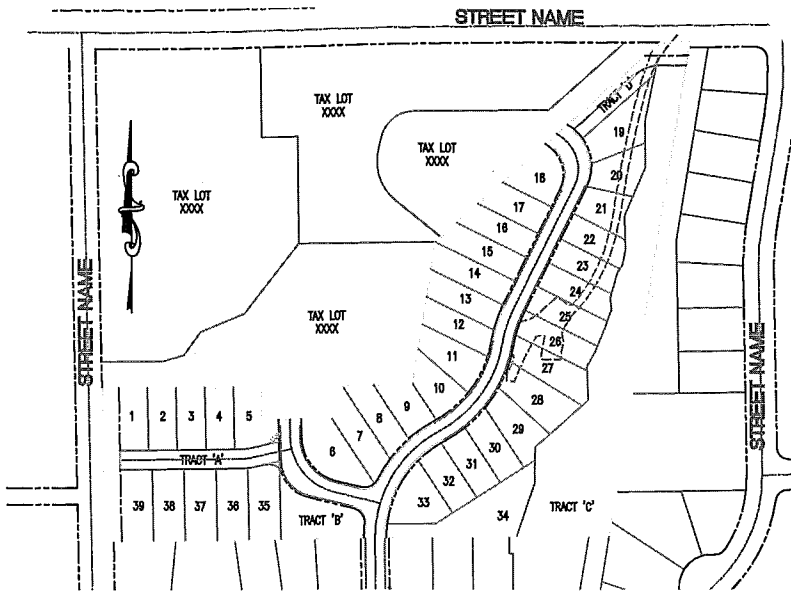 STREET NAME
TAX LOT
XXXX
TAX LOT
XXXX
TAX LOT
XXXX
TAX LOT
XXXX
STREET NAME
STREET NAME
TRACT 'D'
19
20
21
22
23
24
25
26
27
28
29
30
31
32
33
34
18
17
16
15
14
13
12
11
10
9
8
7
6
1
2
3
4
5
TRACT 'A'
39
38
37
36
35
TRACT 'B'
TRACT 'C'